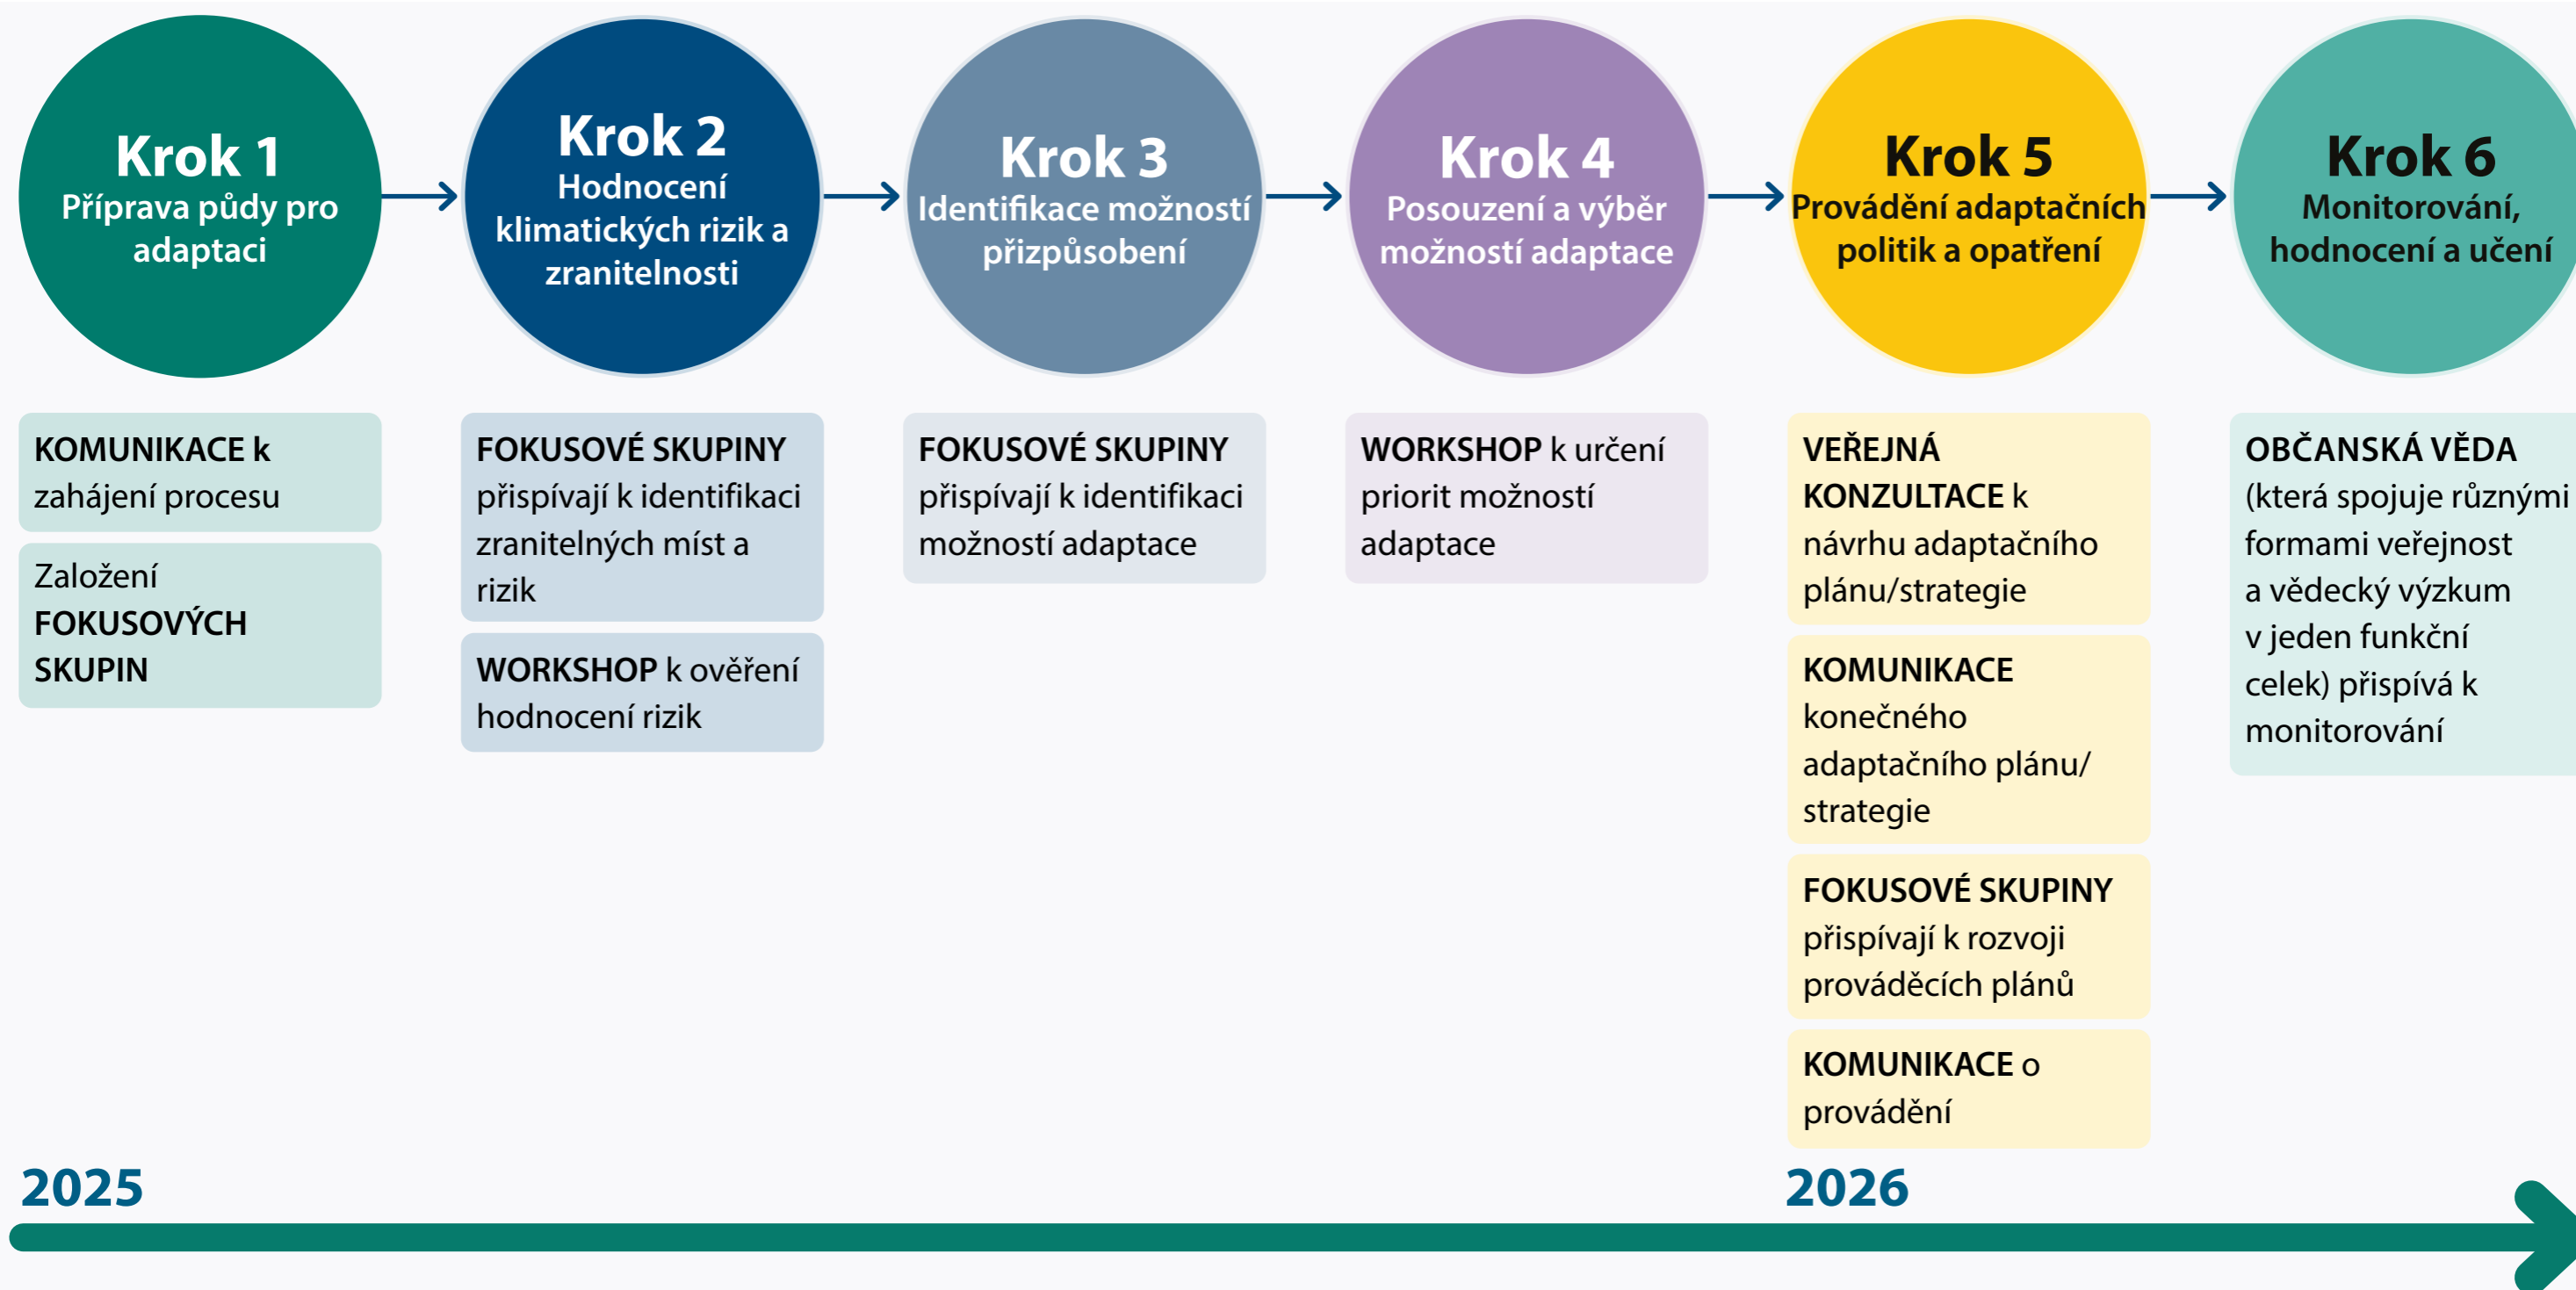 Krok 1
Příprava půdy pro
adaptaci
Krok 2
Hodnocení
klimatických rizik a
zranitelnosti
Krok 3
Identifikace možností
přizpůsobení
Krok 4
Posouzení a výběr
možností adaptace
Krok 5
Provádění adaptačních
politik a opatření
Krok 6
Monitorování,
hodnocení a učení
KOMUNIKACE k
zahájení procesu
Založení
FOKUSOVÝCH
SKUPIN
FOKUSOVÉ SKUPINY
přispívají k identifikaci
zranitelných míst a
rizik
WORKSHOP k ověření
hodnocení rizik
FOKUSOVÉ SKUPINY
přispívají k identifikaci
možností adaptace
WORKSHOP k určení
priorit možností
adaptace
VEŘEJNÁ
KONZULTACE k
návrhu adaptačního
plánu/strategie
KOMUNIKACE
konečného
adaptačního plánu/
strategie
FOKUSOVÉ SKUPINY
přispívají k rozvoji
prováděcích plánů
KOMUNIKACE o
provádění
OBČANSKÁ VĚDA
(která spojuje různými
formami veřejnost
a vědecký výzkum
v jeden funkční
celek) přispívá k
monitorování
2025
2026